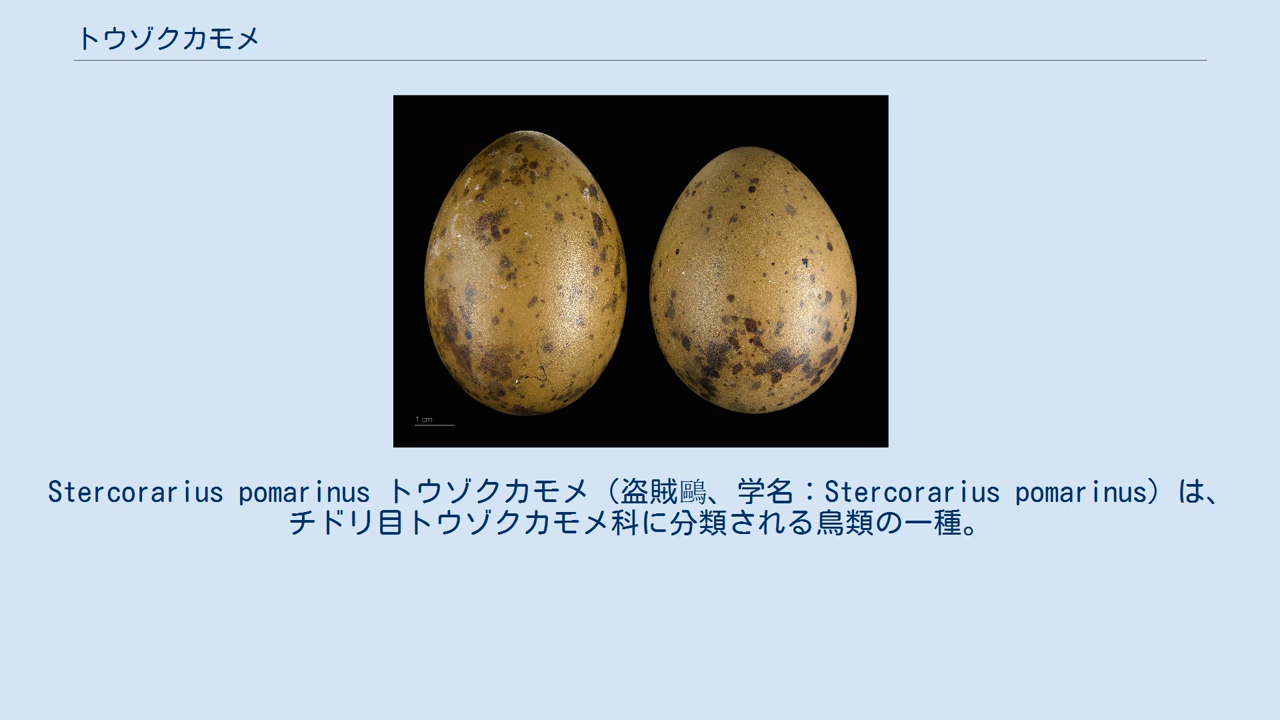 トウゾクカモメ
1 cm
Stercorarius pomarinus トウゾクカモメ（盗賊鷗、学名：Stercorarius pomarinus）は、
チドリ目トウゾクカモメ科に分類される鳥類の一種。